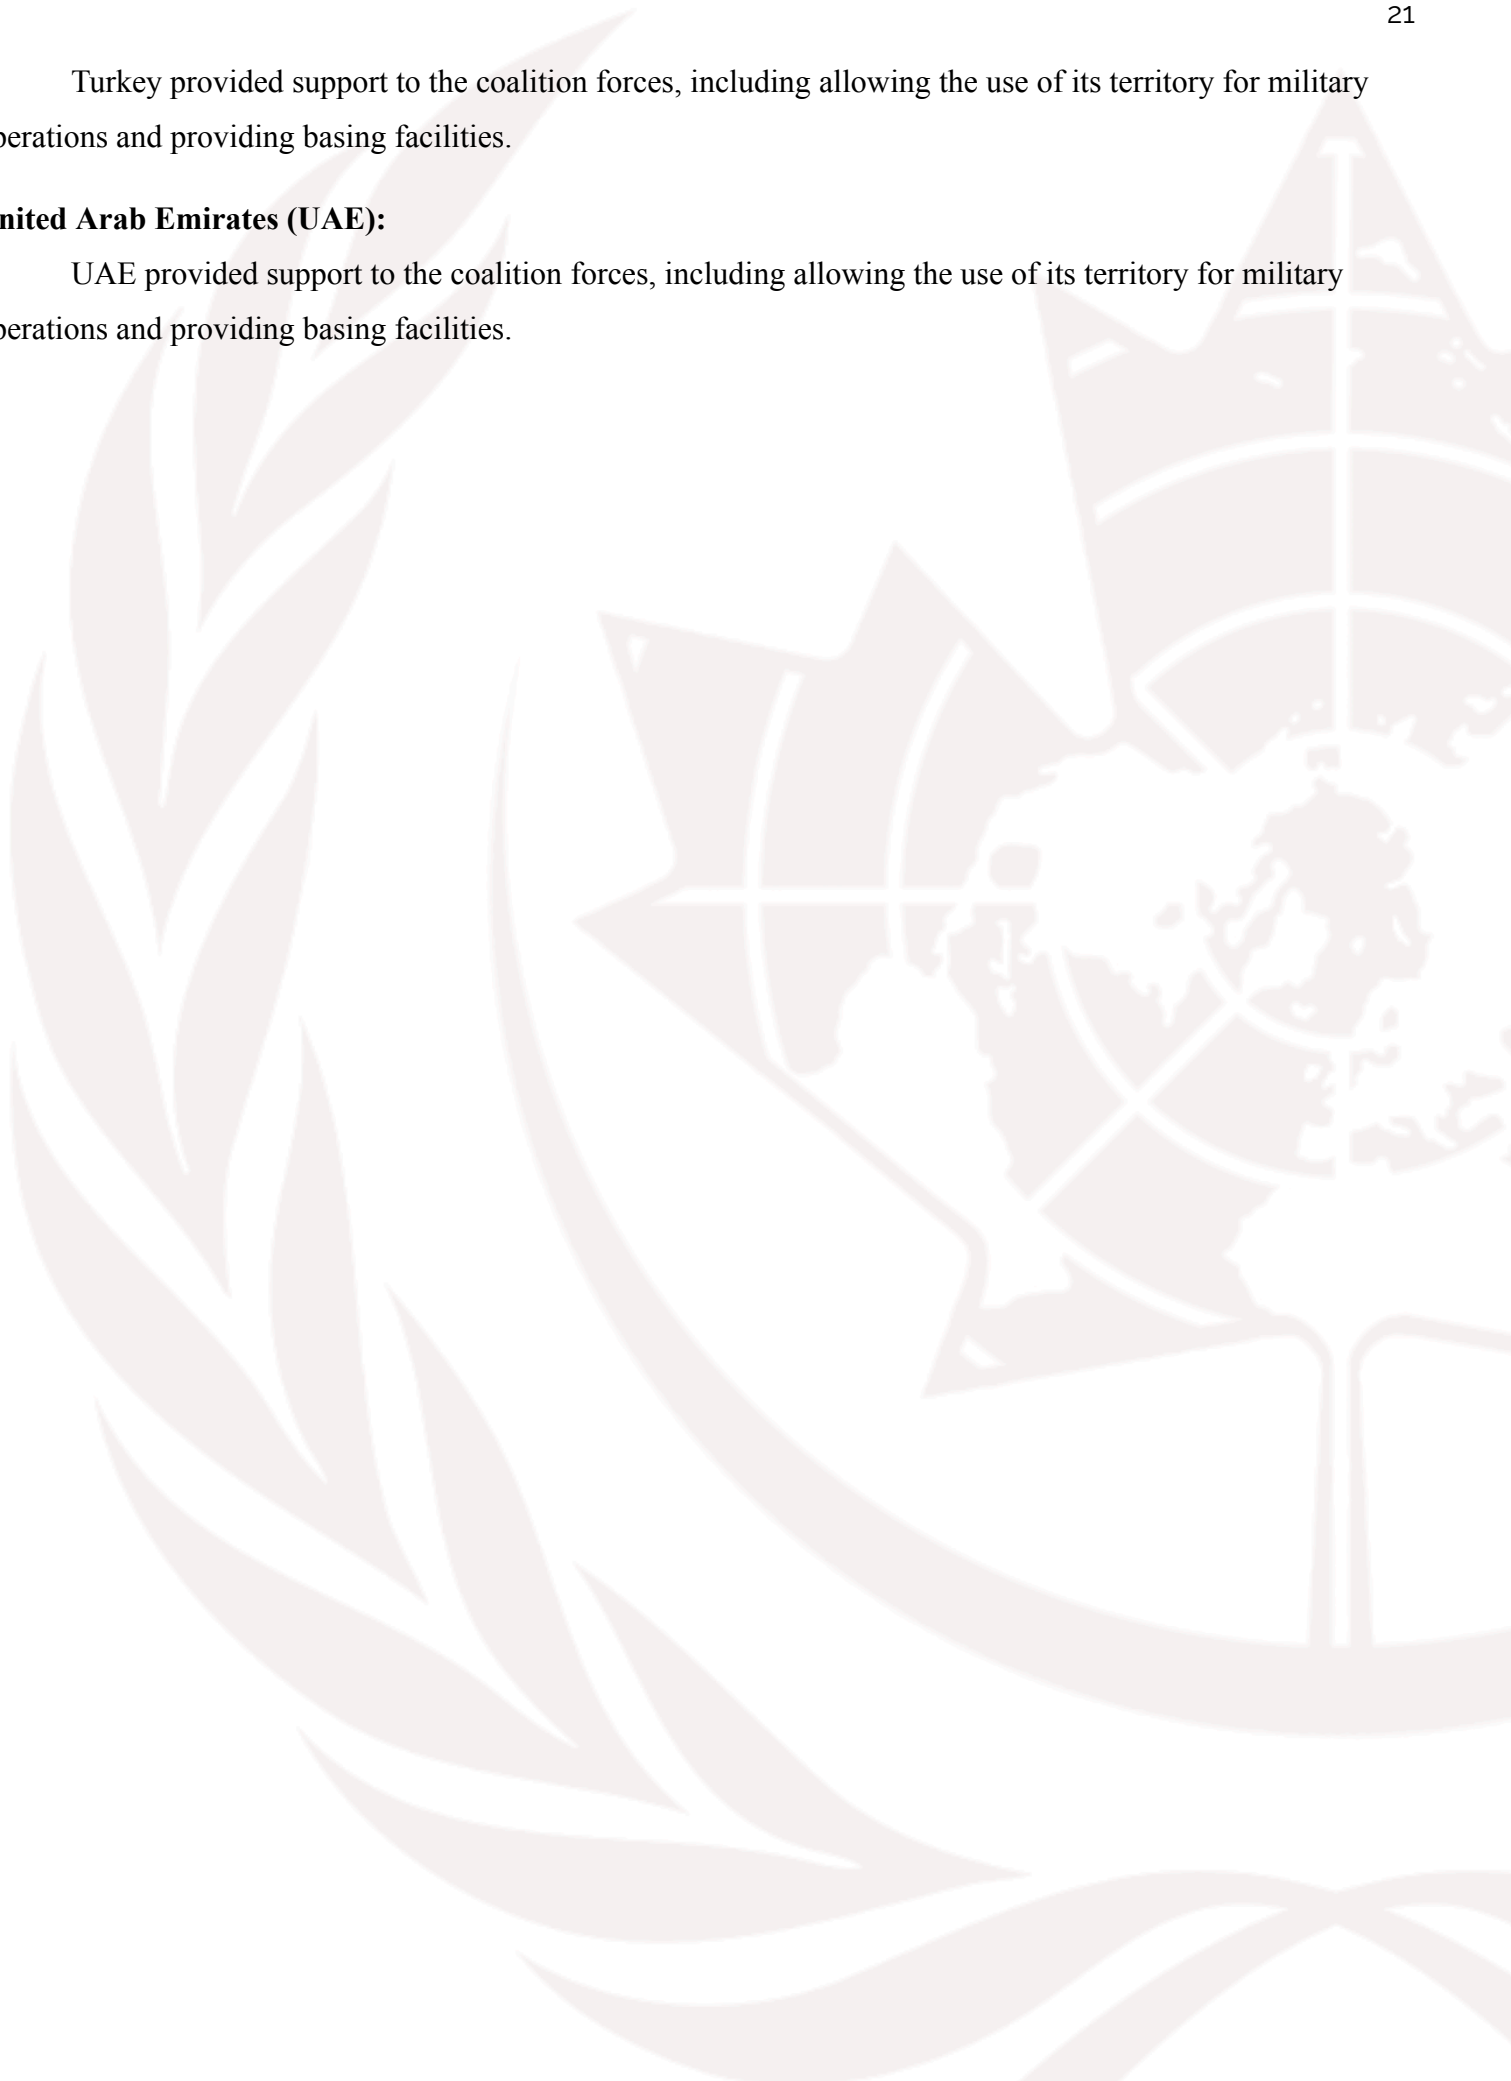 21
Turkey provided support to the coalition forces, including allowing the use of its territory for military
perations and providing basing facilities.
nited Arab Emirates (UAE):
UAE provided support to the coalition forces, including allowing the use of its territory for military
perations and providing basing facilities.